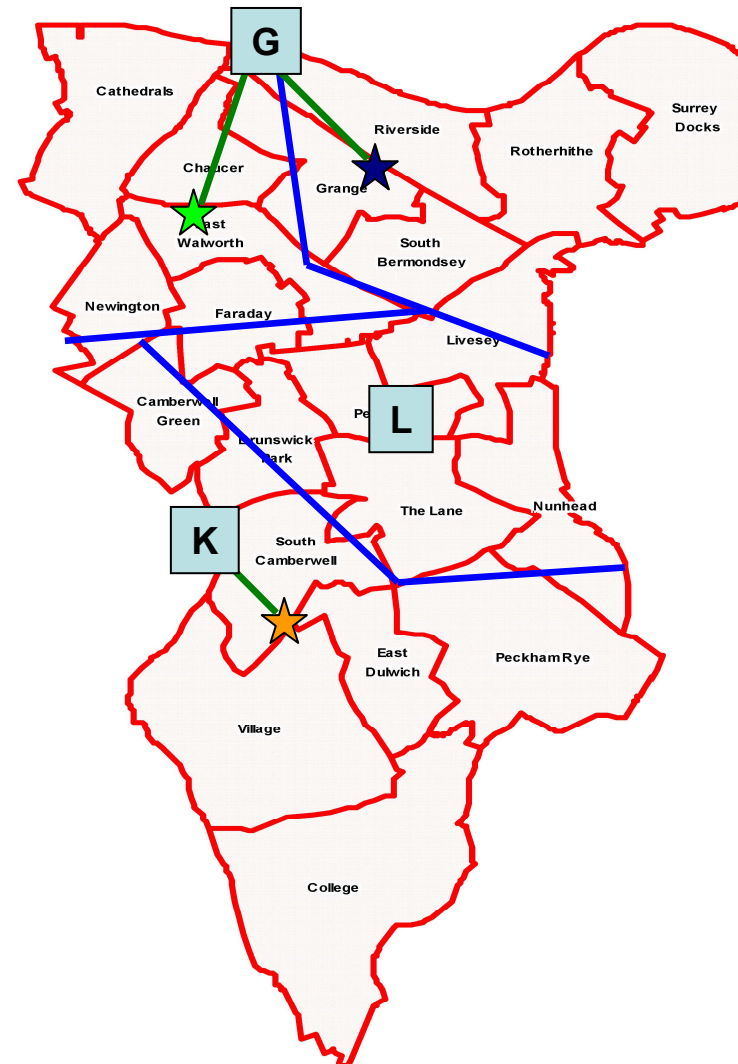 G
Cathedrals
Surrey
Docks
Riverside
Rotherhithe
Chaucer
Grange
East
Walworth
South
Bermondsey
Newington
Faraday
Livesey
Camberwell
Green
L
Brunswick
Park
The Lane
Nunhead
K
South
Camberwell
East
Dulwich
Peckham Rye
Village
College